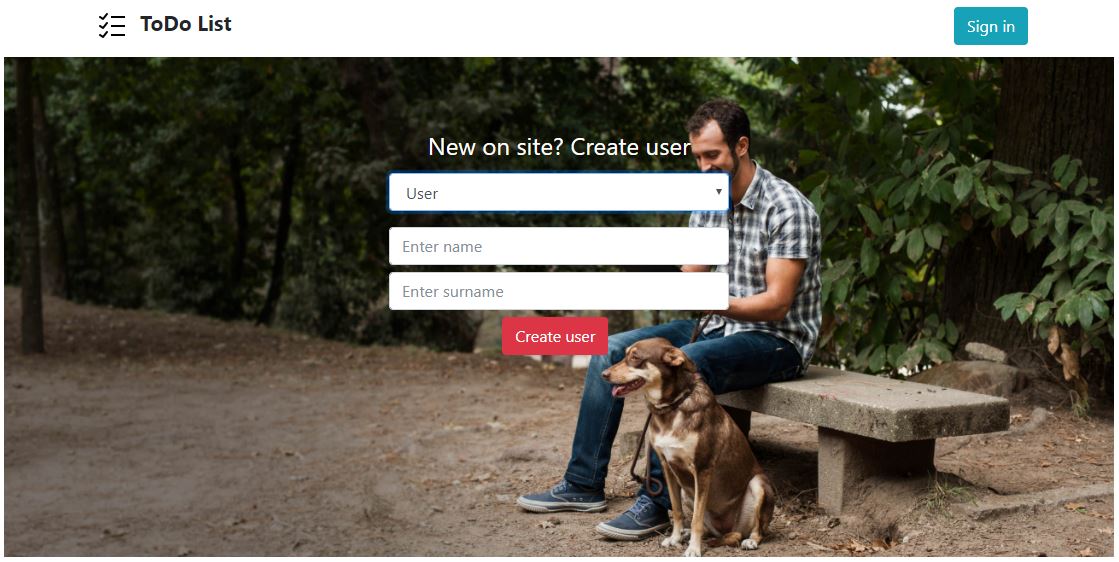 ToDo List
Sign in
New on site? Create user
User
Enter name
Enter surname
Create user